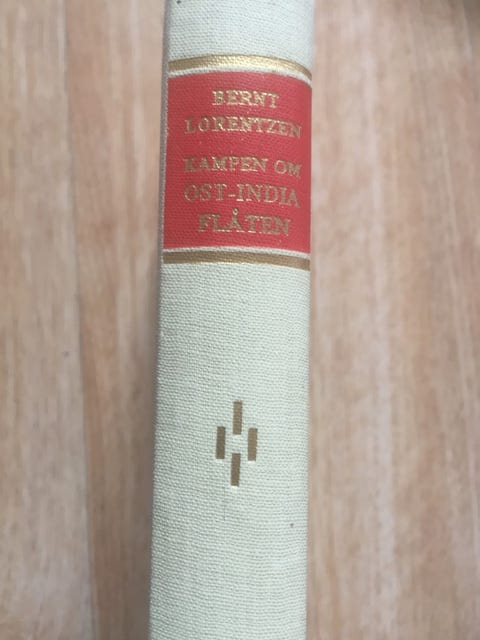 BERNT
LORENTZEN
KAMPEN OM
OST-INDIA
FLÅTEN